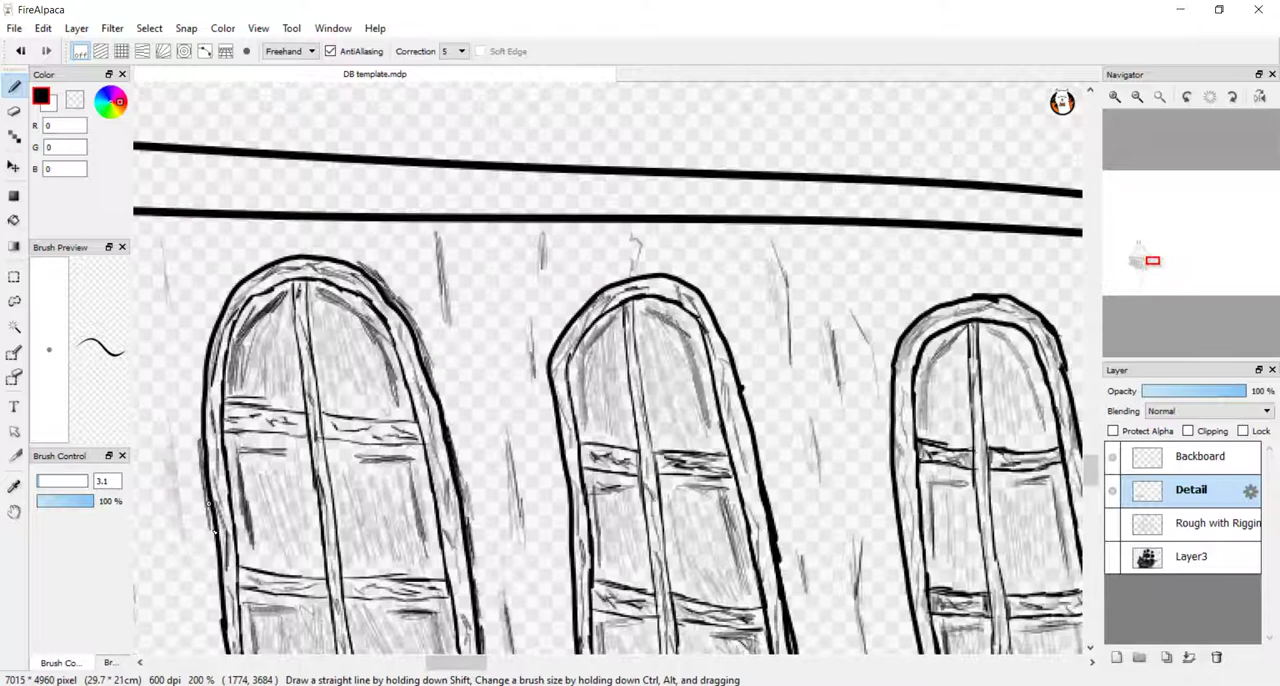 FireAlpaca
File Edit Layer Filter Select Snap Color View Tool Window Help
off Freehand AntiAliasing Correction 5 Soft Edge
Color
DB template.mdp
Navigator
R 0
G 0
B 0
Brush Preview
Brush Control
3.1
100 %
Layer
Opacity 100 %
Blending Normal
Protect Alpha Clipping Lock
Backboard
Detail
Rough with Riggin
Layer3
Brush Co... Br...
7015 * 4960 pixel (29.7 * 21cm) 600 dpi 200 % ( 1774, 3684 ) Draw a straight line by holding down Shift, Change a brush size by holding down Ctrl, Alt, and dragging